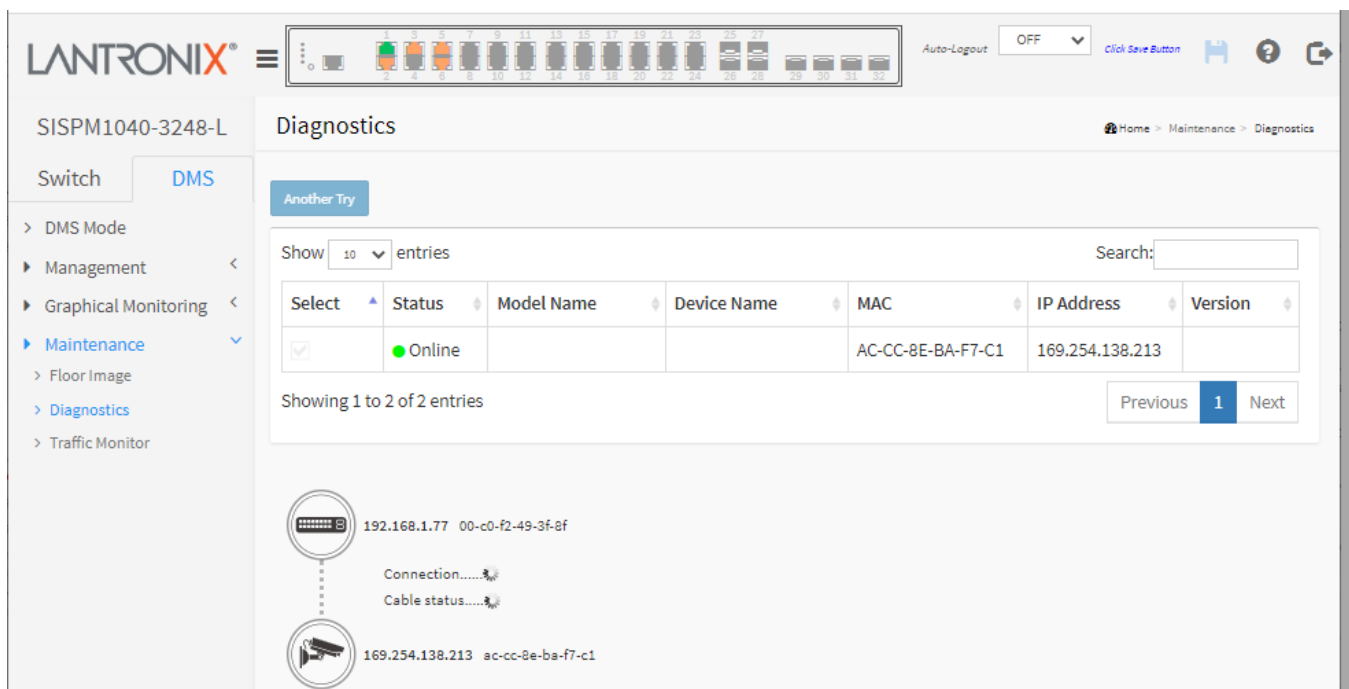 LANTRONIX®
1 3 5 7 9 11 13 15 17 19 21 23 25 27
2 4 6 8 10 12 14 16 18 20 22 24 26 28 29 30 31 32
Auto-Logout OFF Click Save Button
SISPM1040-3248-L
Diagnostics
Home > Maintenance > Diagnostics
Switch DMS
Another Try
> DMS Mode
Management
Graphical Monitoring
Maintenance
> Floor Image
> Diagnostics
> Traffic Monitor
Show 10 entries Search:
Select Status Model Name Device Name MAC IP Address Version
Online AC-CC-8E-BA-F7-C1 169.254.138.213
Showing 1 to 2 of 2 entries
Previous 1 Next
192.168.1.77 00-c0-f2-49-3f-8f
Connection......
Cable status.....
169.254.138.213 ac-cc-8e-ba-f7-c1